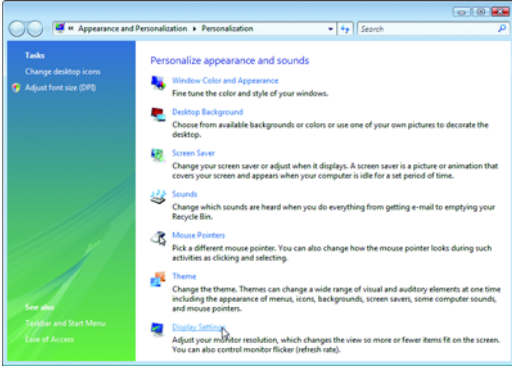 « Appearance and Personalization ▸ Personalization
Search
Tasks
Change desktop icons
Adjust font size (DPI)
Personalize appearance and sounds
Window Color and Appearance
Fine tune the color and style of your windows.
Desktop Background
Choose from available backgrounds or colors or use one of your own pictures to decorate the
desktop.
Screen Saver
Change your screen saver or adjust when it displays. A screen saver is a picture or animation that
covers your screen and appears when your computer is idle for a set period of time.
Sounds
Change which sounds are heard when you do everything from getting e-mail to emptying your
Recycle Bin.
Mouse Pointers
Pick a different mouse pointer. You can also change how the mouse pointer looks during such
activities as clicking and selecting.
Theme
Change the theme. Themes can change a wide range of visual and auditory elements at one time
including the appearance of menus, icons, backgrounds, screen savers, some computer sounds,
and mouse pointers.
Display Settings
Adjust your monitor resolution, which changes the view so more or fewer items fit on the screen.
You can also control monitor flicker (refresh rate).
See also
Taskbar and Start Menu
Ease of Access